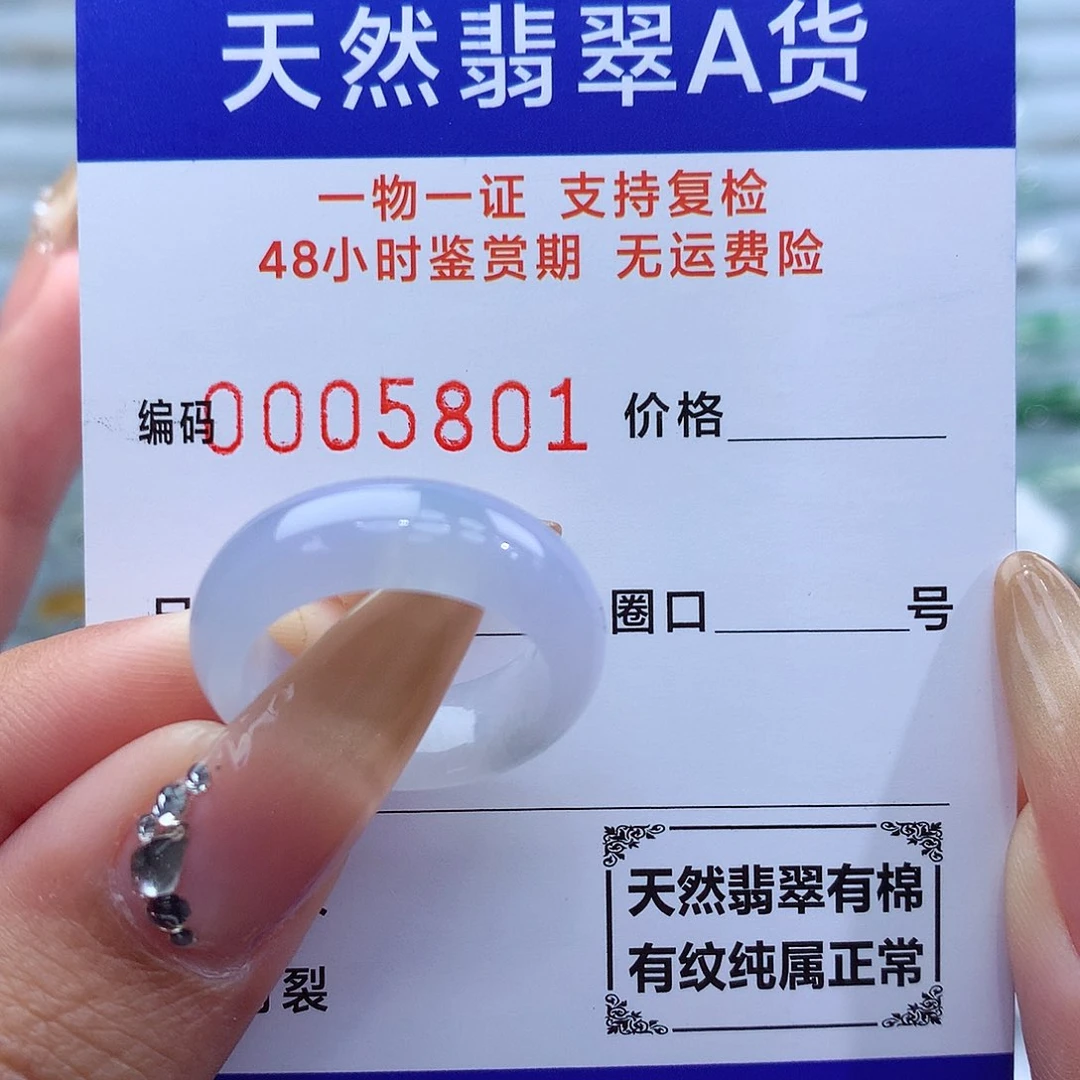 天然翡翠A货
一物一证 支持复检
48小时鉴赏期 无运费险
编码0005801 价格
圈口 号
天然翡翠有棉
有纹纯属正常
裂